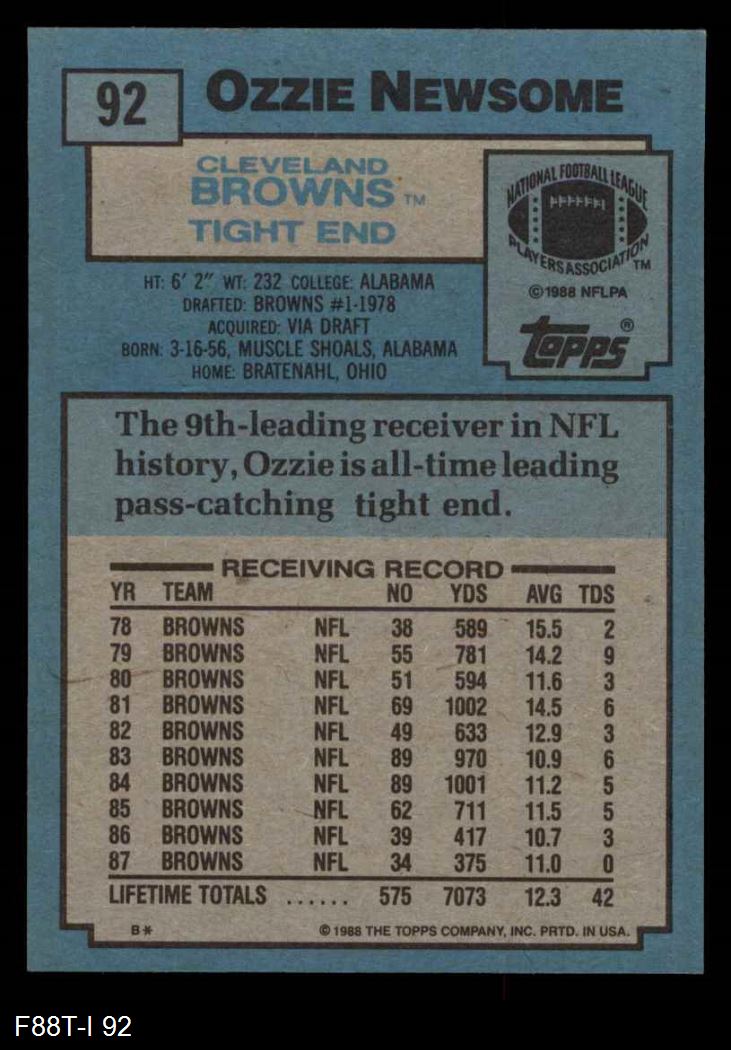 92
OZZIE NEWSOME
CLEVELAND
BROWNS™
TIGHT END
NATIONAL FOOTBALL LEAGUE
PLAYERS ASSOCIATION™
©1988 NFLPA
topps®
HT: 6' 2" WT: 232 COLLEGE: ALABAMA
DRAFTED: BROWNS #1-1978
ACQUIRED: VIA DRAFT
BORN: 3-16-56, MUSCLE SHOALS, ALABAMA
HOME: BRATENAHL, OHIO
The 9th-leading receiver in NFL
history, Ozzie is all-time leading
pass-catching tight end.
RECEIVING RECORD
YR TEAM NO YDS AVG TDS
78 BROWNS NFL 38 589 15.5 2
79 BROWNS NFL 55 781 14.2 9
80 BROWNS NFL 51 594 11.6 3
81 BROWNS NFL 69 1002 14.5 6
82 BROWNS NFL 49 633 12.9 3
83 BROWNS NFL 89 970 10.9 6
84 BROWNS NFL 89 1001 11.2 5
85 BROWNS NFL 62 711 11.5 5
86 BROWNS NFL 39 417 10.7 3
87 BROWNS NFL 34 375 11.0 0
LIFETIME TOTALS ...... 575 7073 12.3 42
B* ©1988 THE TOPPS COMPANY, INC. PRTD. IN USA.
F88T-I 92